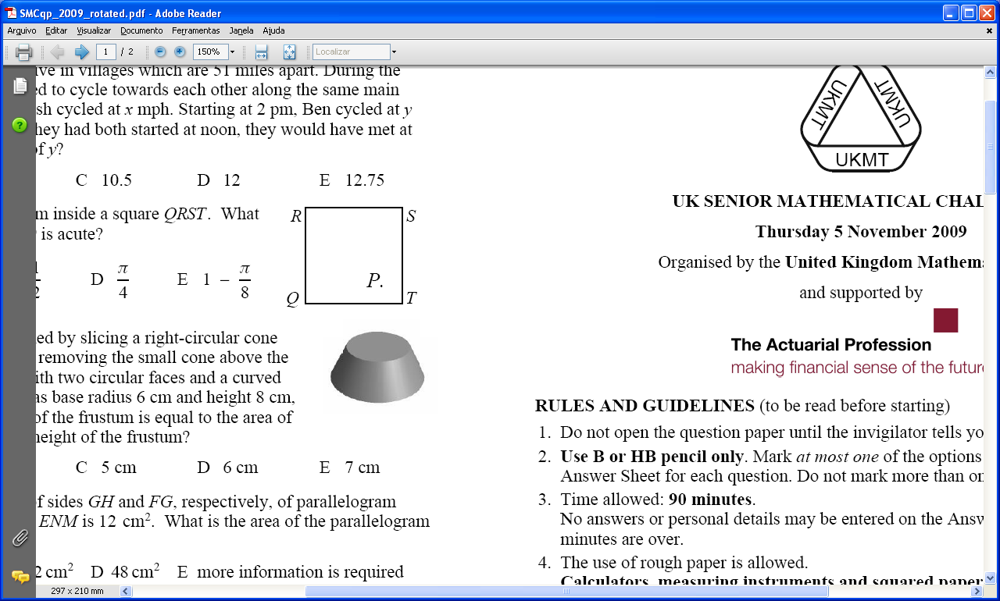 SMCqp_2009_rotated.pdf - Adobe Reader
Arquivo Editar Visualizar Documento Ferramentas Janela Ajuda
1 / 2 150% Localizar
ive in villages which are 51 miles apart. During the
ed to cycle towards each other along the same main
sh cycled at x mph. Starting at 2 pm, Ben cycled at y
hey had both started at noon, they would have met at
of y?
C 10.5 D 12 E 12.75
m inside a square QRST. What
is acute?
R S
1/2 D π/4 E 1 − π/8
P.
Q T
ed by slicing a right-circular cone
removing the small cone above the
ith two circular faces and a curved
as base radius 6 cm and height 8 cm,
of the frustum is equal to the area of
height of the frustum?
C 5 cm D 6 cm E 7 cm
f sides GH and FG, respectively, of parallelogram
ENM is 12 cm². What is the area of the parallelogram
2 cm² D 48 cm² E more information is required
UKMT
UKMT
UKMT
UK SENIOR MATHEMATICAL CHAL
Thursday 5 November 2009
Organised by the United Kingdom Mathem
and supported by
The Actuarial Profession
making financial sense of the future
RULES AND GUIDELINES (to be read before starting)
1. Do not open the question paper until the invigilator tells yo
2. Use B or HB pencil only. Mark at most one of the options
Answer Sheet for each question. Do not mark more than on
3. Time allowed: 90 minutes.
No answers or personal details may be entered on the Answ
minutes are over.
4. The use of rough paper is allowed.
Calculators, measuring instruments and squared paper
297 x 210 mm